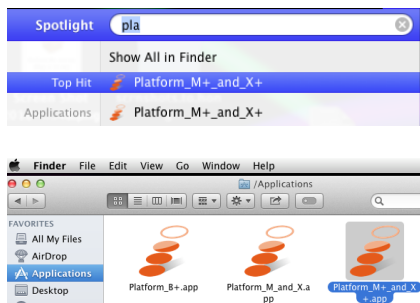 Spotlight pla
Show All in Finder
Top Hit Platform_M+_and_X+
Applications Platform_M+_and_X+
Finder File Edit View Go Window Help
/Applications
FAVORITES
All My Files
AirDrop
Applications
Desktop
Platform_B+.app Platform_M_and_X.a Platform_M+_and_X
pp +.app